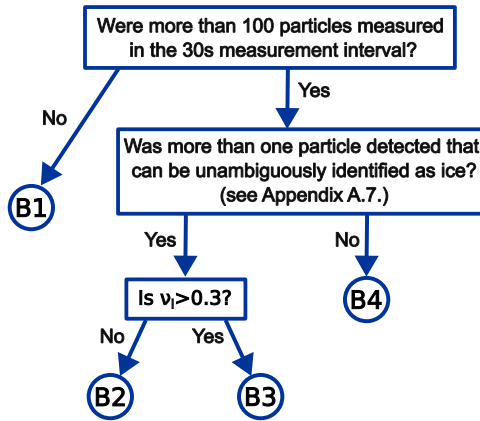 Were more than 100 particles measured
in the 30s measurement interval?
No
Yes
Was more than one particle detected that
can be unambiguously identified as ice?
(see Appendix A.7.)
B1
Yes
No
Is νI>0.3?
B4
No
Yes
B2
B3